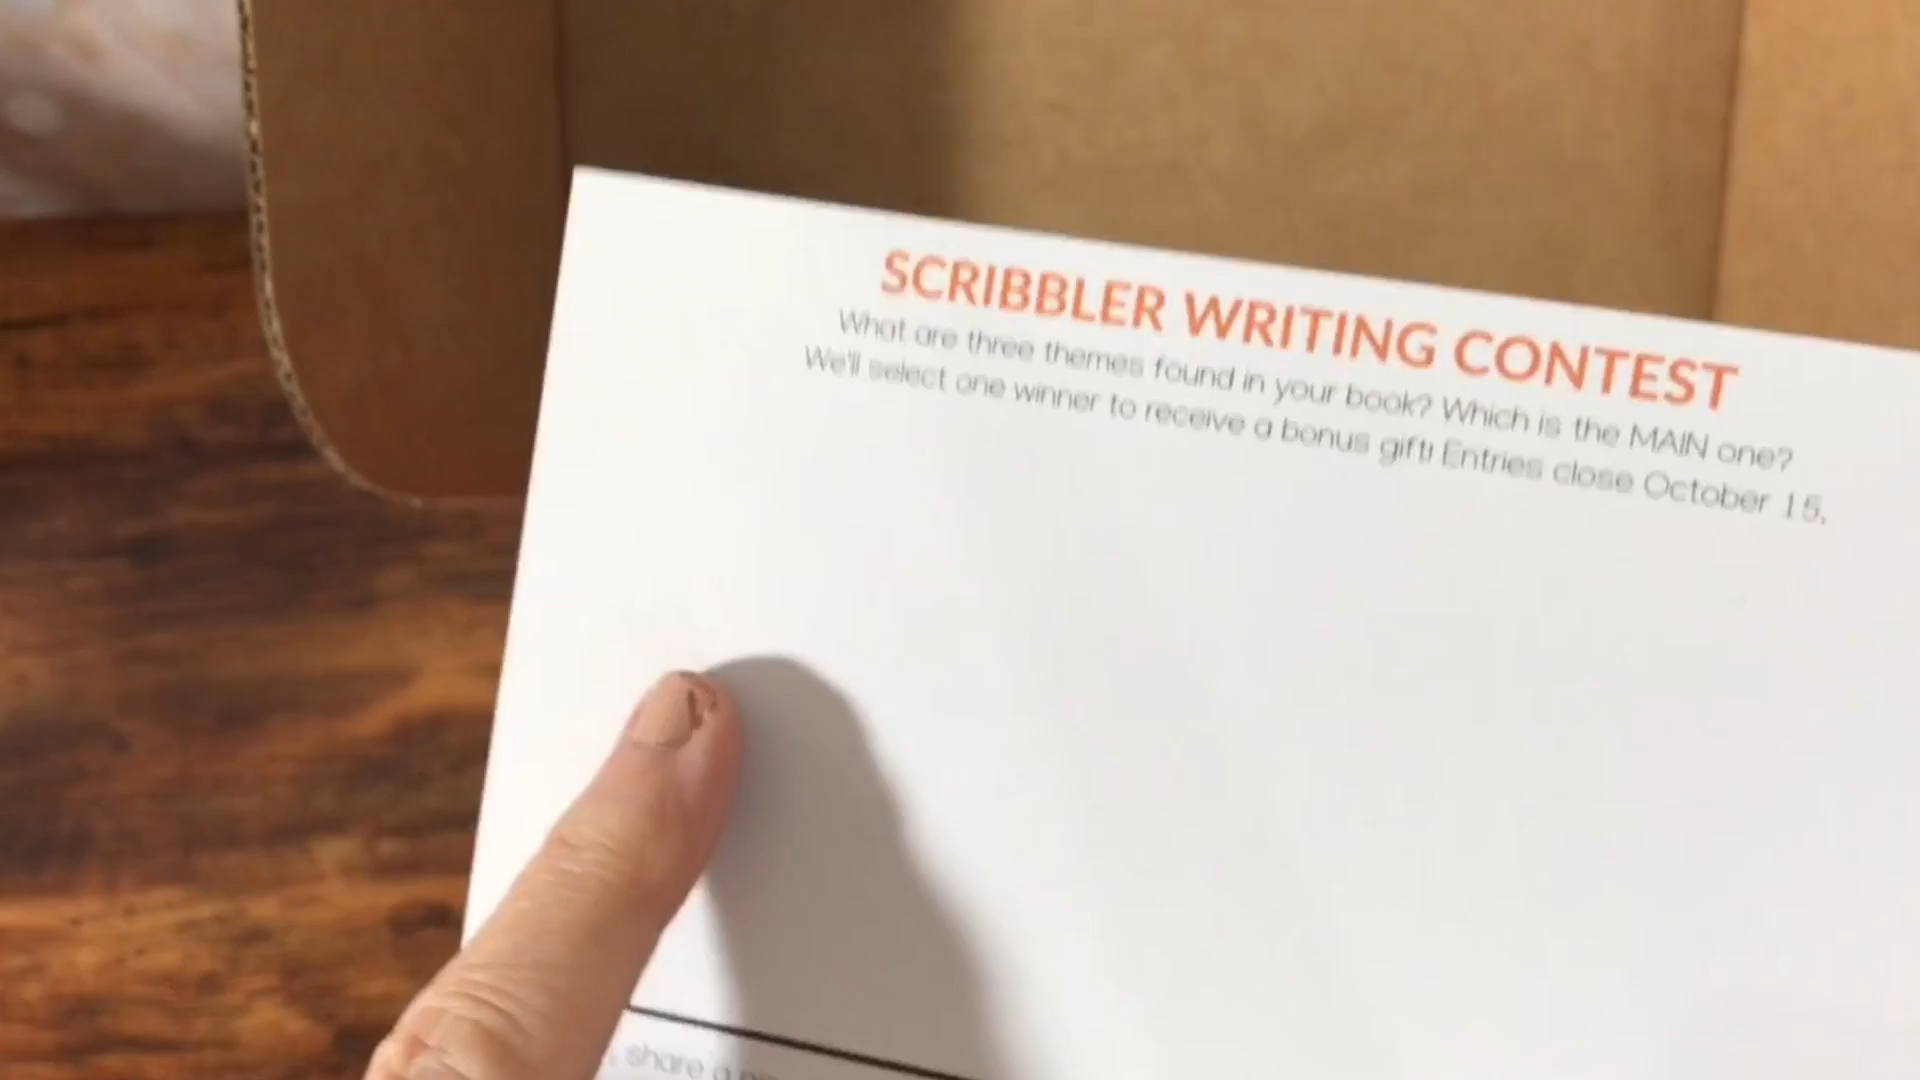 SCRIBBLER WRITING CONTEST
What are three themes found in your book? Which is the MAIN one?
We'll select one winner to receive a bonus gift! Entries close October 15.
share a